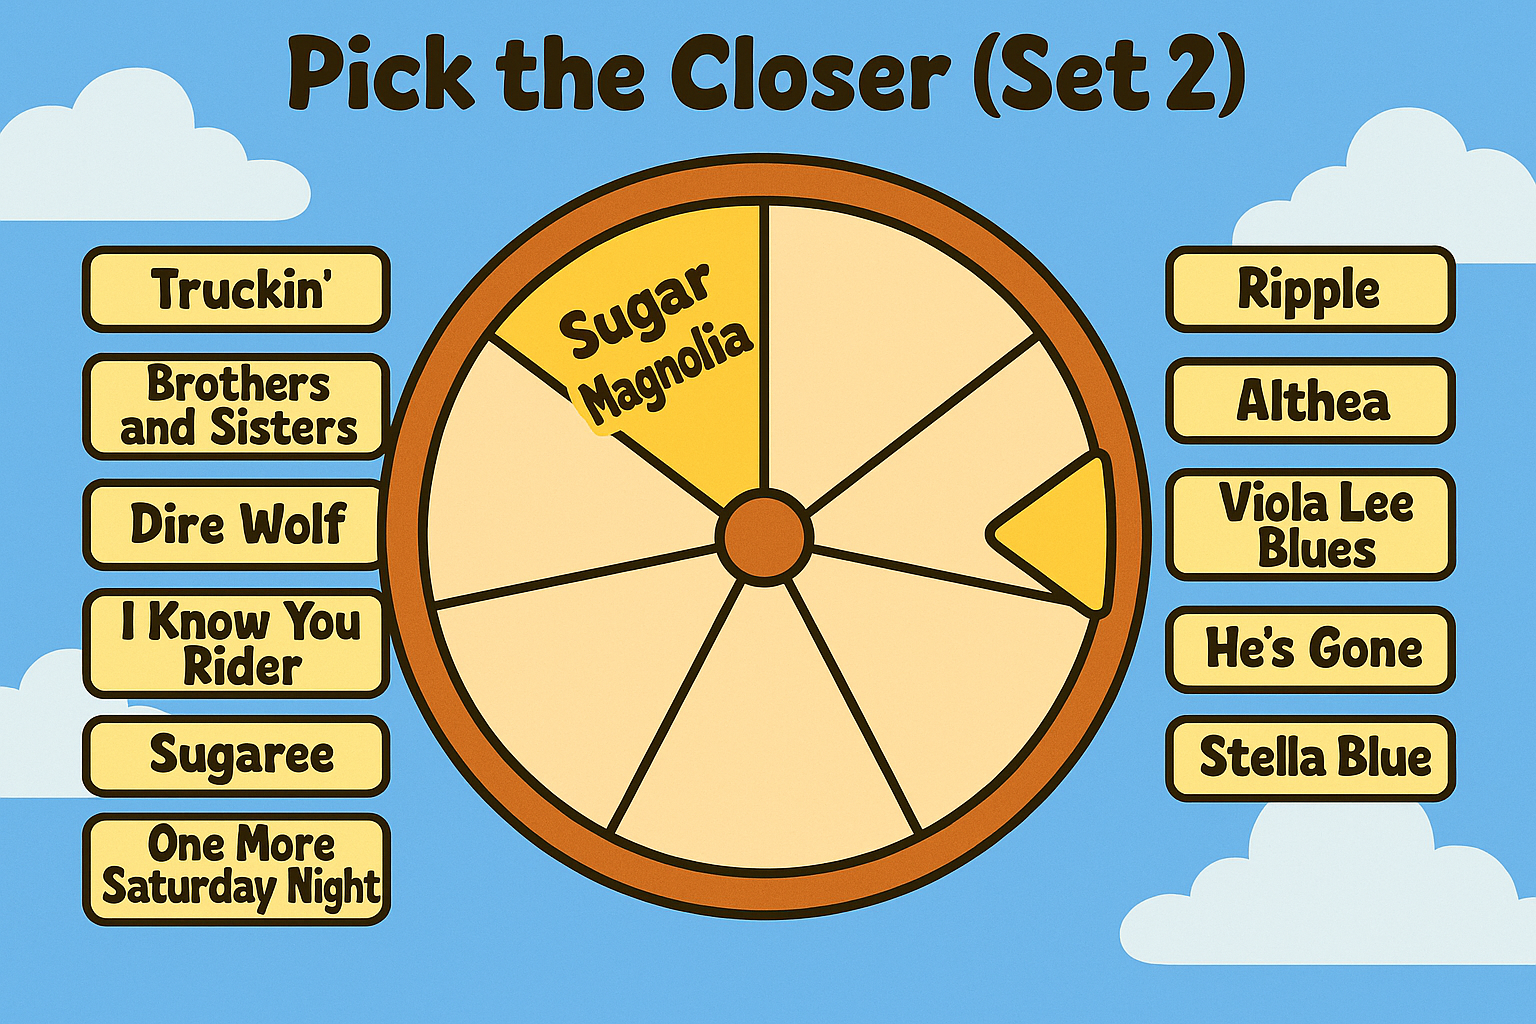 Pick the Closer (Set 2)
Truckin'
Brothers
and Sisters
Dire Wolf
I Know You
Rider
Sugaree
One More
Saturday Night
Sugar
Magnolia
Ripple
Althea
Viola Lee
Blues
He's Gone
Stella Blue